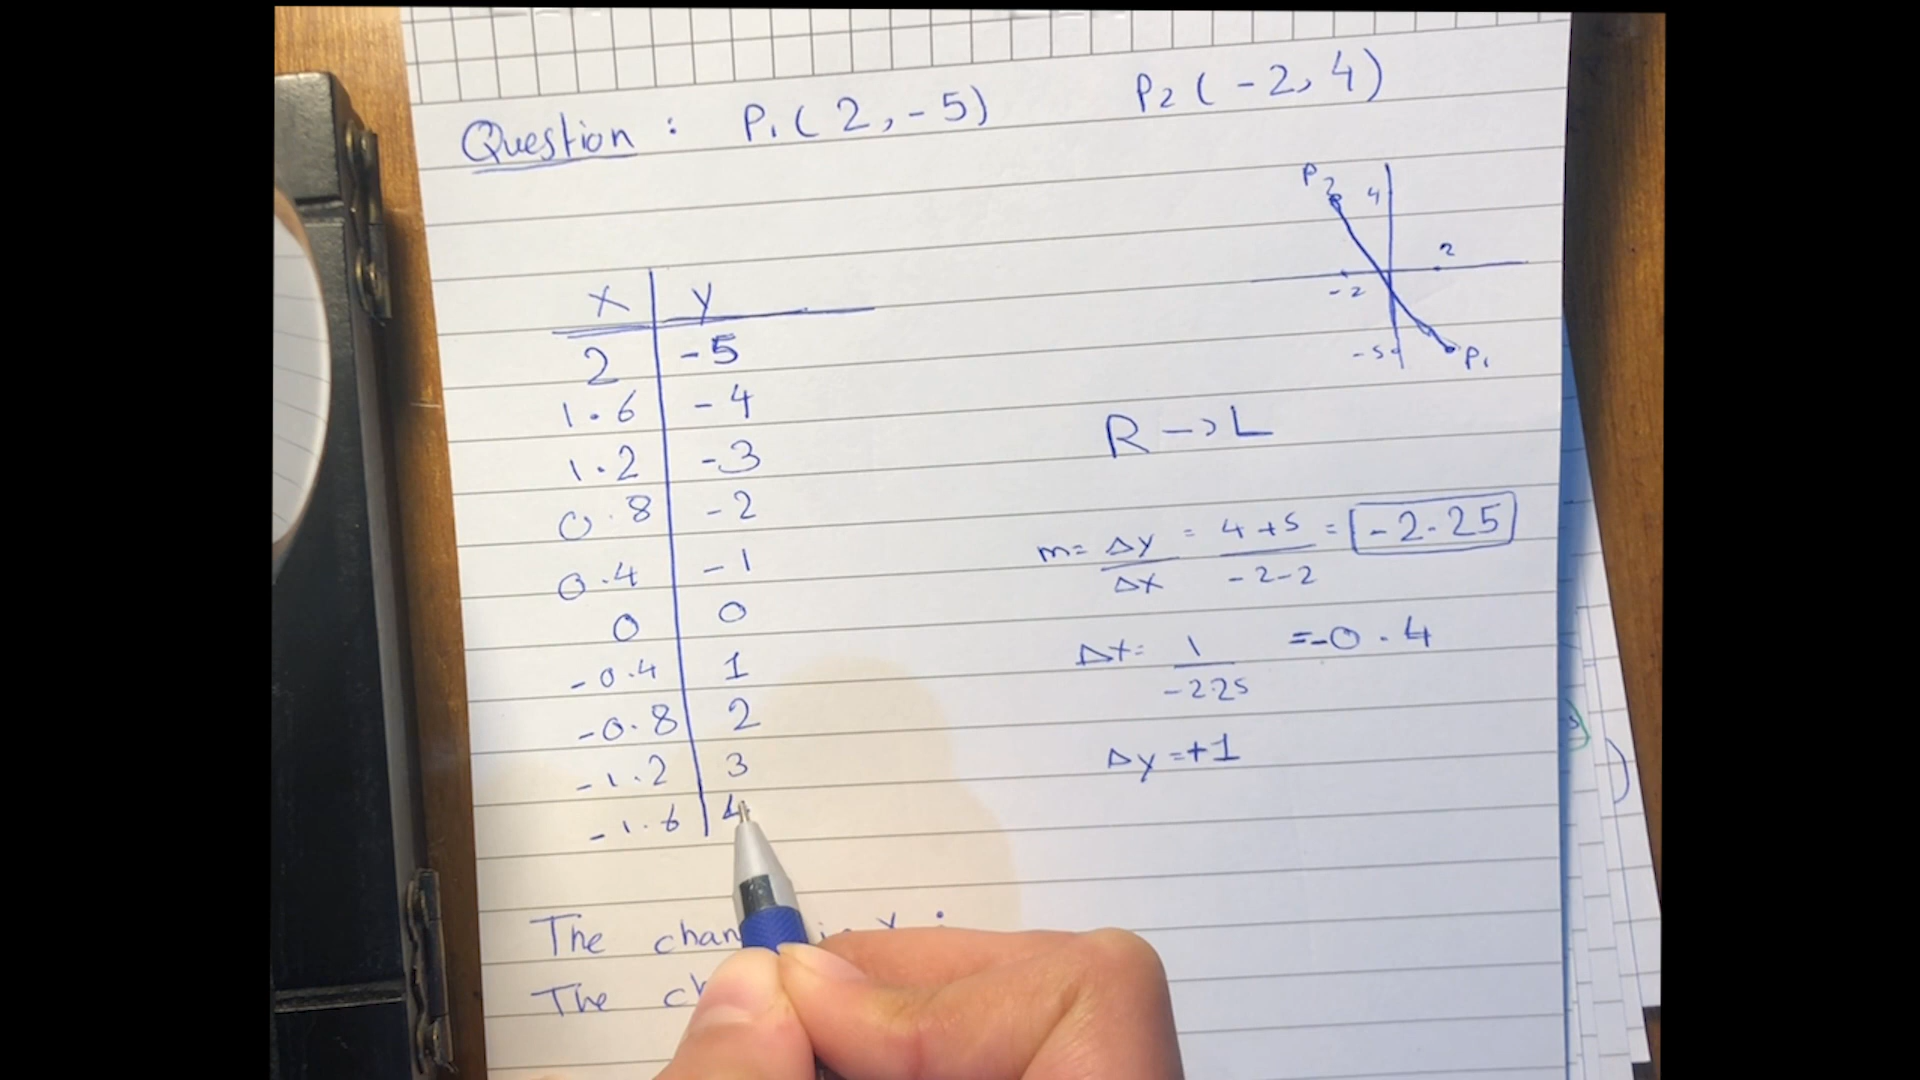 Question : P1 ( 2 , - 5 ) P2 ( - 2 , 4 )
P2 4
2
- 2
- 5 P1
x y
2 - 5
1.6 - 4
1.2 - 3
0.8 - 2
0.4 - 1
0 0
- 0.4 1
- 0.8 2
- 1.2 3
- 1.6 4
R -> L
m = Δy / Δx = 4 + 5 / - 2 - 2 = - 2.25
Δx = 1 / - 2.25 = - 0.4
Δy = + 1
The :
The